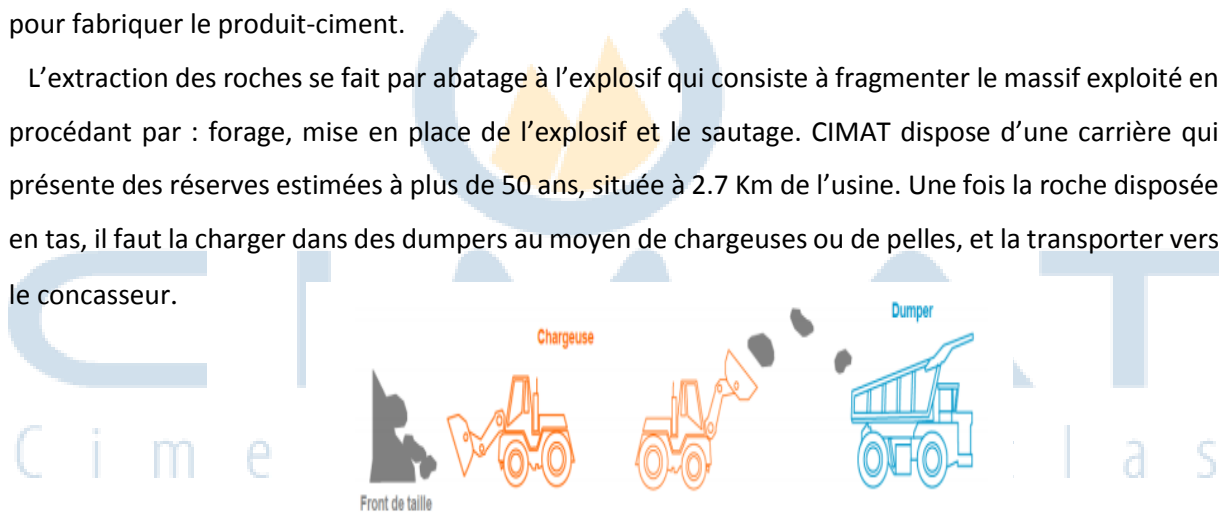 pour fabriquer le produit-ciment.
L’extraction des roches se fait par abatage à l’explosif qui consiste à fragmenter le massif exploité en
procédant par : forage, mise en place de l’explosif et le sautage. CIMAT dispose d’une carrière qui
présente des réserves estimées à plus de 50 ans, située à 2.7 Km de l’usine. Une fois la roche disposée
en tas, il faut la charger dans des dumpers au moyen de chargeuses ou de pelles, et la transporter vers
le concasseur.
Dumper
Chargeuse
Front de taille